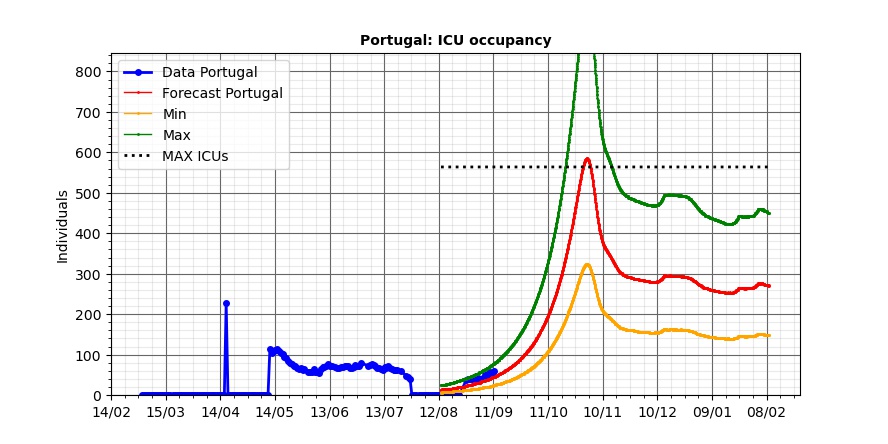 Portugal: ICU occupancy
Individuals
800
700
600
500
400
300
200
100
0
Data Portugal
Forecast Portugal
Min
Max
MAX ICUs
14/02 15/03 14/04 14/05 13/06 13/07 12/08 11/09 11/10 10/11 10/12 09/01 08/02